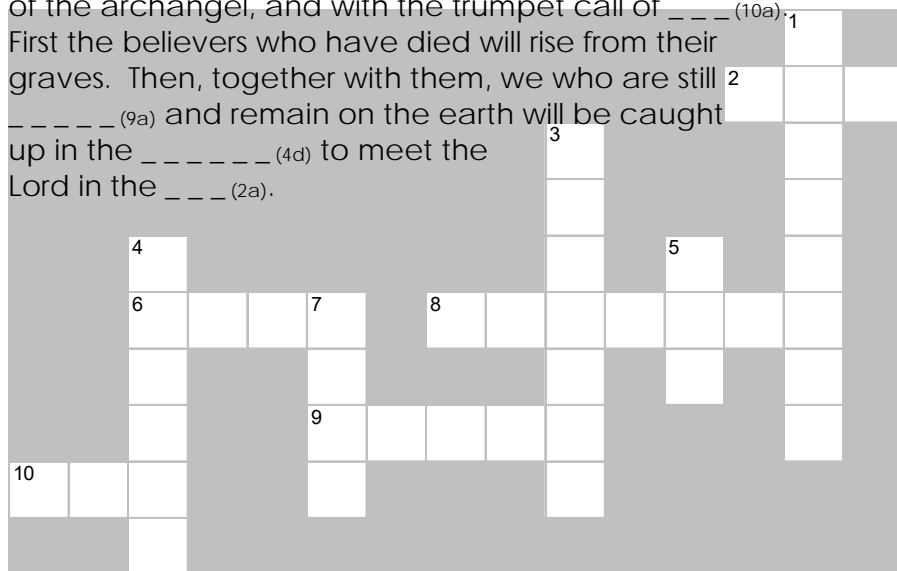 of the archangel, and with the trumpet call of _ _ _ (10a).
First the believers who have died will rise from their
graves. Then, together with them, we who are still
_ _ _ _ _ (9a) and remain on the earth will be caught
up in the _ _ _ _ _ _ (4d) to meet the
Lord in the _ _ _ (2a).
1
2
3
4
5
6
7
8
9
10